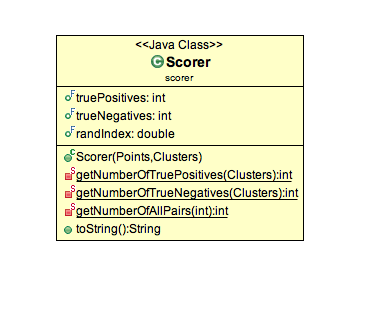 <<Java Class>>
Scorer
scorer
truePositives: int
trueNegatives: int
randIndex: double
Scorer(Points,Clusters)
getNumberOfTruePositives(Clusters):int
getNumberOfTrueNegatives(Clusters):int
getNumberOfAllPairs(int):int
toString():String